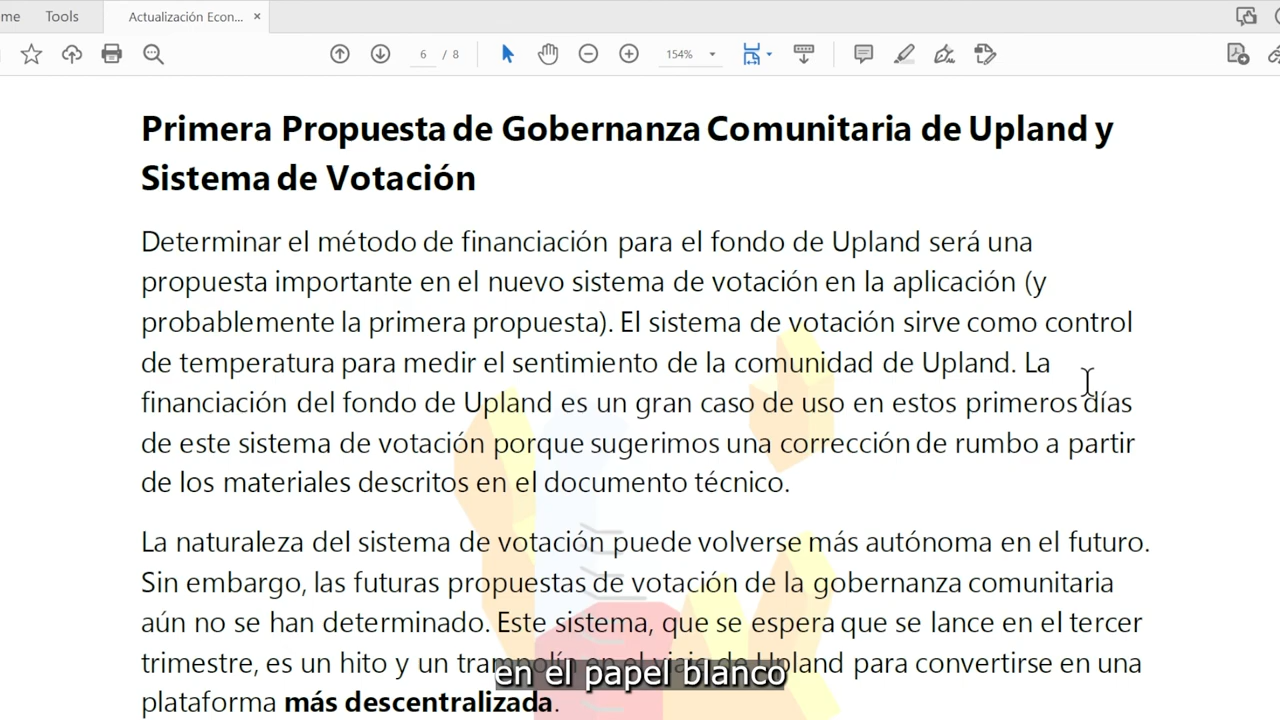 me Tools Actualización Econ... ×
6 / 8 154%
Primera Propuesta de Gobernanza Comunitaria de Upland y
Sistema de Votación
Determinar el método de financiación para el fondo de Upland será una
propuesta importante en el nuevo sistema de votación en la aplicación (y
probablemente la primera propuesta). El sistema de votación sirve como control
de temperatura para medir el sentimiento de la comunidad de Upland. La
financiación del fondo de Upland es un gran caso de uso en estos primeros días
de este sistema de votación porque sugerimos una corrección de rumbo a partir
de los materiales descritos en el documento técnico.
La naturaleza del sistema de votación puede volverse más autónoma en el futuro.
Sin embargo, las futuras propuestas de votación de la gobernanza comunitaria
aún no se han determinado. Este sistema, que se espera que se lance en el tercer
trimestre, es un hito y un trampolín en el viaje de Upland para convertirse en una
en el papel blanco
plataforma más descentralizada.